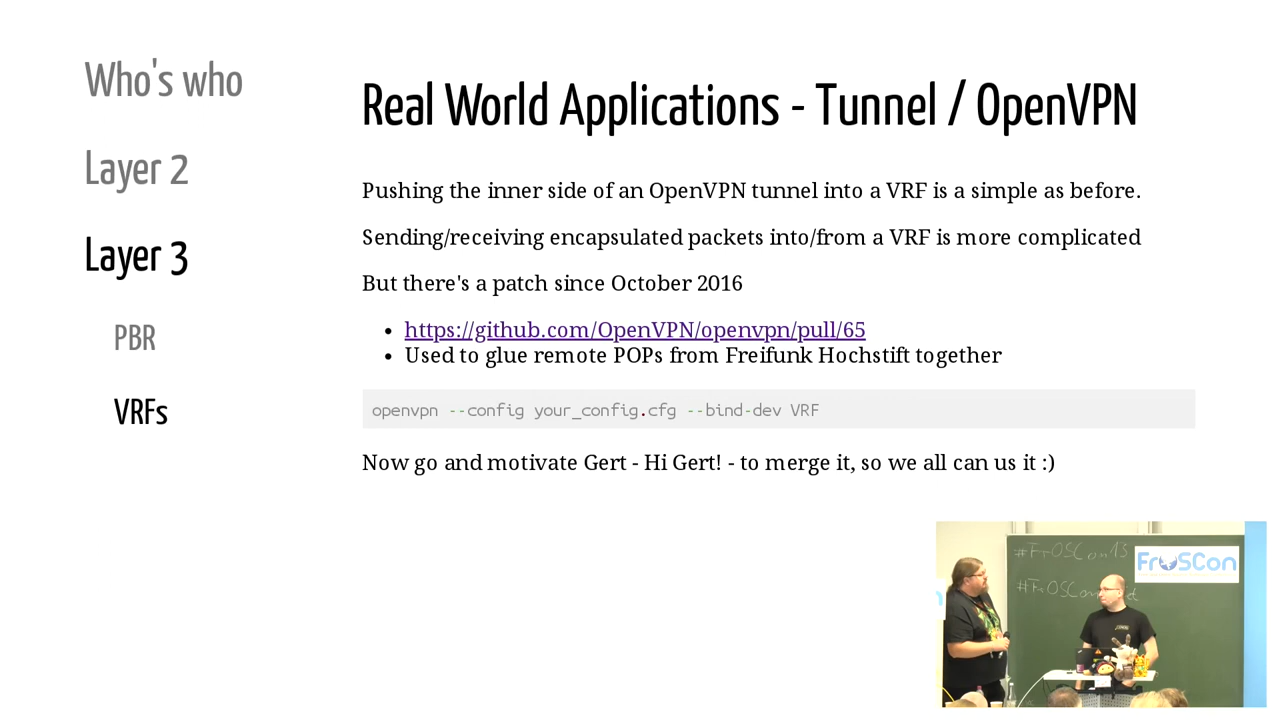 Who's who
Layer 2
Layer 3
PBR
VRFs
Real World Applications - Tunnel / OpenVPN
Pushing the inner side of an OpenVPN tunnel into a VRF is a simple as before.
Sending/receiving encapsulated packets into/from a VRF is more complicated
But there's a patch since October 2016
• https://github.com/OpenVPN/openvpn/pull/65
• Used to glue remote POPs from Freifunk Hochstift together
openvpn --config your_config.cfg --bind-dev VRF
Now go and motivate Gert - Hi Gert! - to merge it, so we all can us it :)
#FrOSCon13
FrOSCon